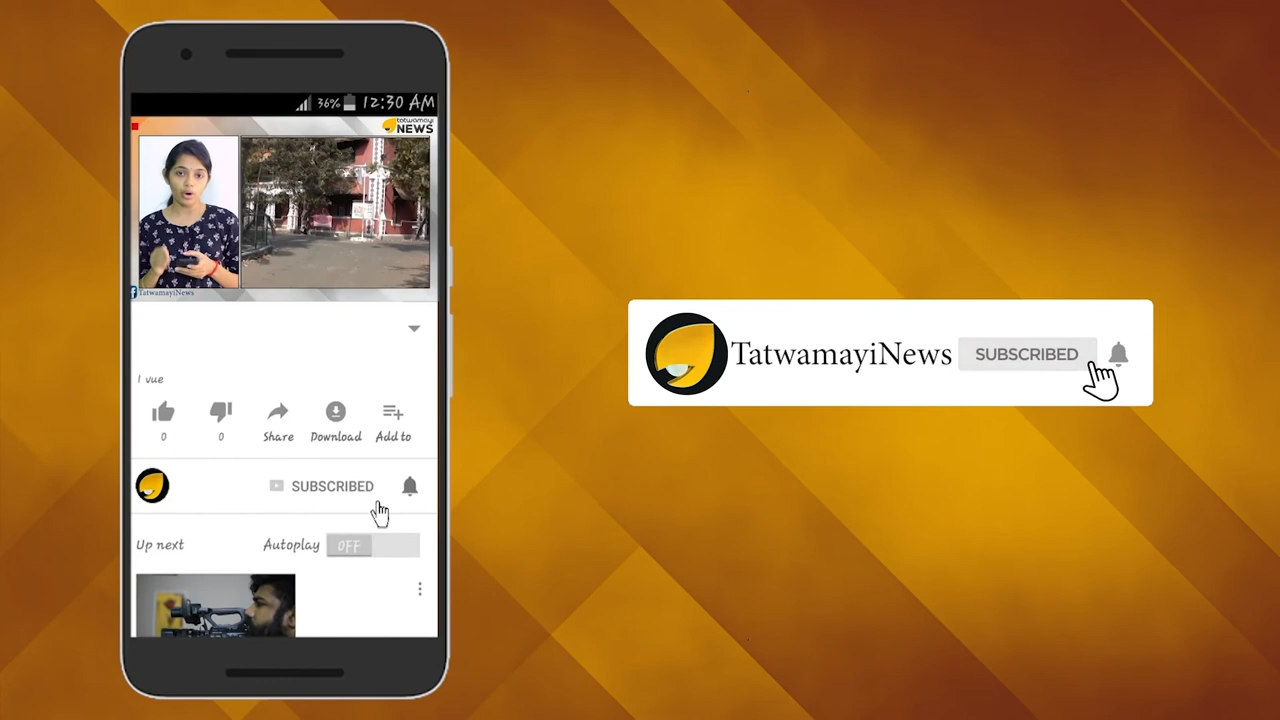 36% 12:30 AM
tatwamayi
NEWS
TatwamayiNews
1 vue
0 0 Share Download Add to
SUBSCRIBED
Up next Autoplay OFF
TatwamayiNews SUBSCRIBED